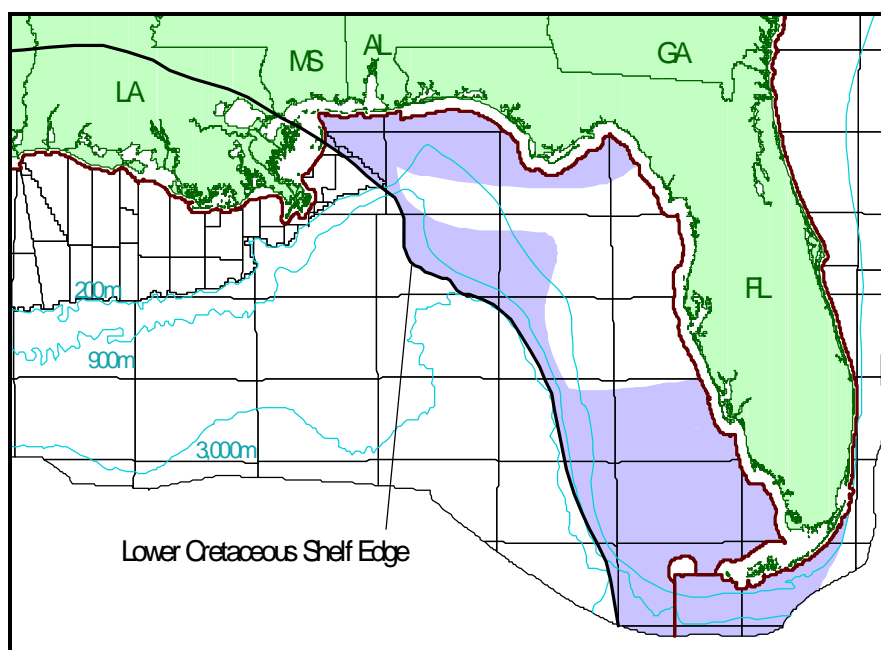 AL
GA
MS
LA
FL
200m
900m
3,000m
Lower Cretaceous Shelf Edge